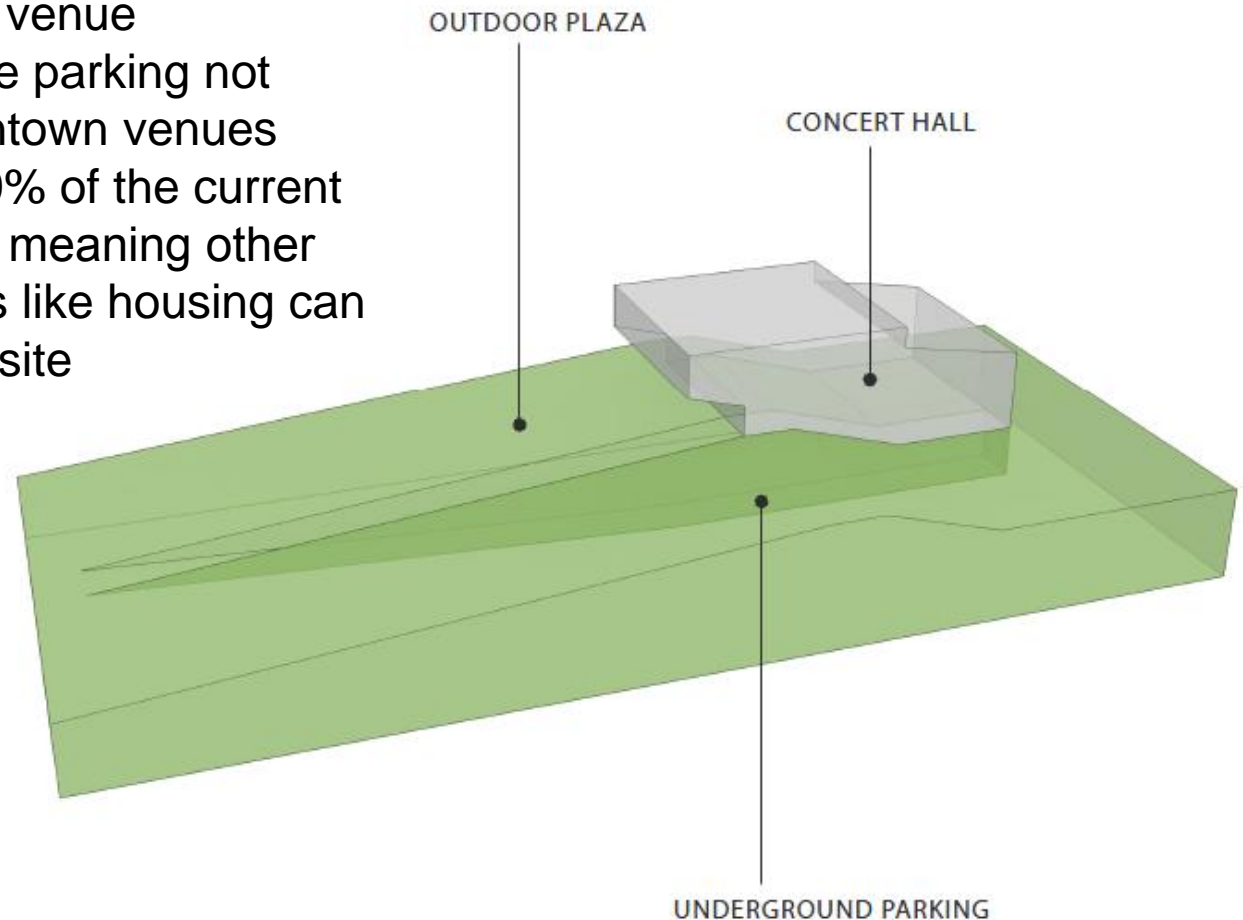 venue
e parking not
ntown venues
0% of the current
meaning other
s like housing can
site
OUTDOOR PLAZA
CONCERT HALL
UNDERGROUND PARKING